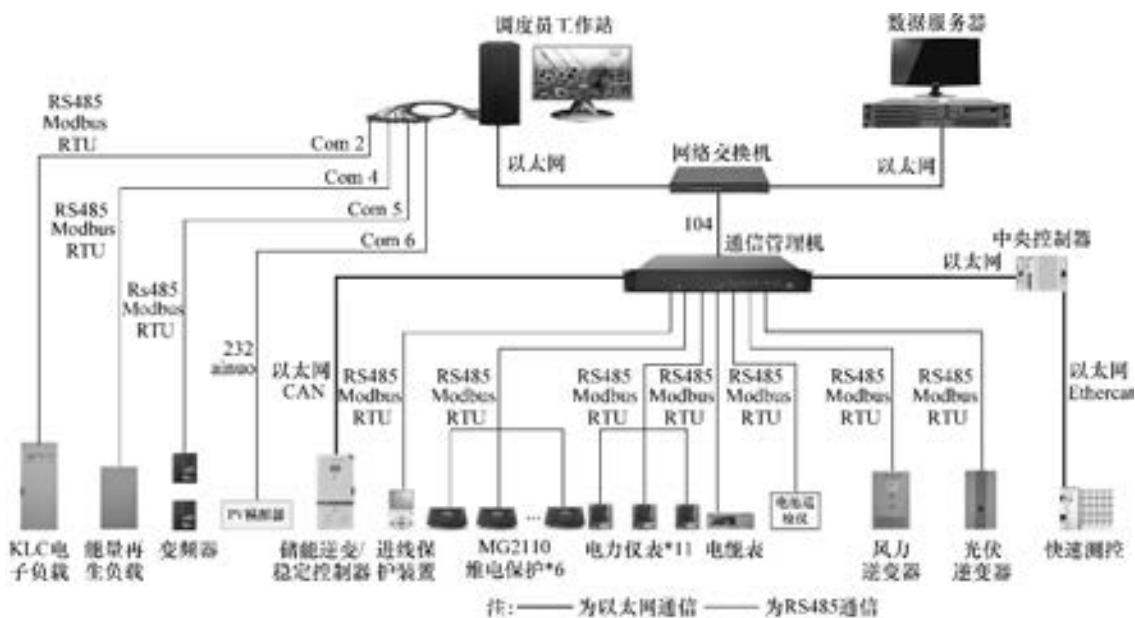 调度员工作站
数据服务器
RS485
Modbus
RTU
Com 2
Com 4
Com 5
Com 6
以太网
网络交换机
以太网
RS485
Modbus
RTU
104
通信管理机
以太网
中央控制器
Rs485
Modbus
RTU
232
ainuo
以太网
CAN
RS485
Modbus
RTU
RS485
Modbus
RTU
RS485
Modbus
RTU
RS485
Modbus
RTU
RS485
Modbus
RTU
RS485
Modbus
RTU
以太网
Ethercat
PV模拟器
电池巡
检仪
...
KLC电
子负载
能量再
生负载
变频器
储能逆变/
稳定控制器
进线保
护装置
MG2110
维电保护*6
电力仪表*11
电能表
风力
逆变器
光伏
逆变器
快速测控
注:——为以太网通信 ——为RS485通信